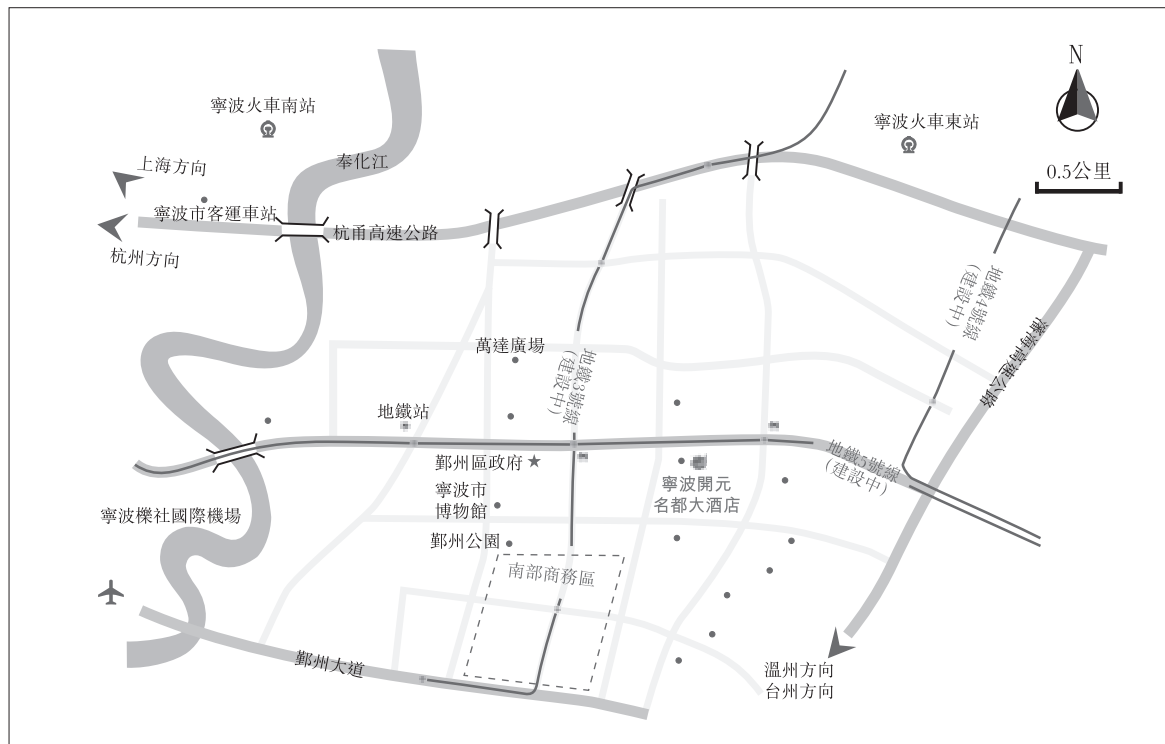 N
寧波火車南站
寧波火車東站
奉化江
上海方向
0.5公里
寧波市客運車站
杭甬高速公路
杭州方向
地鐵4號線
(建設中)
瀋海高速公路
萬達廣場
地鐵3號線
(建設中)
地鐵站
鄞州區政府
地鐵5號線
(建設中)
寧波開元
名都大酒店
寧波市
博物館
寧波櫟社國際機場
鄞州公園
南部商務區
鄞州大道
溫州方向
台州方向